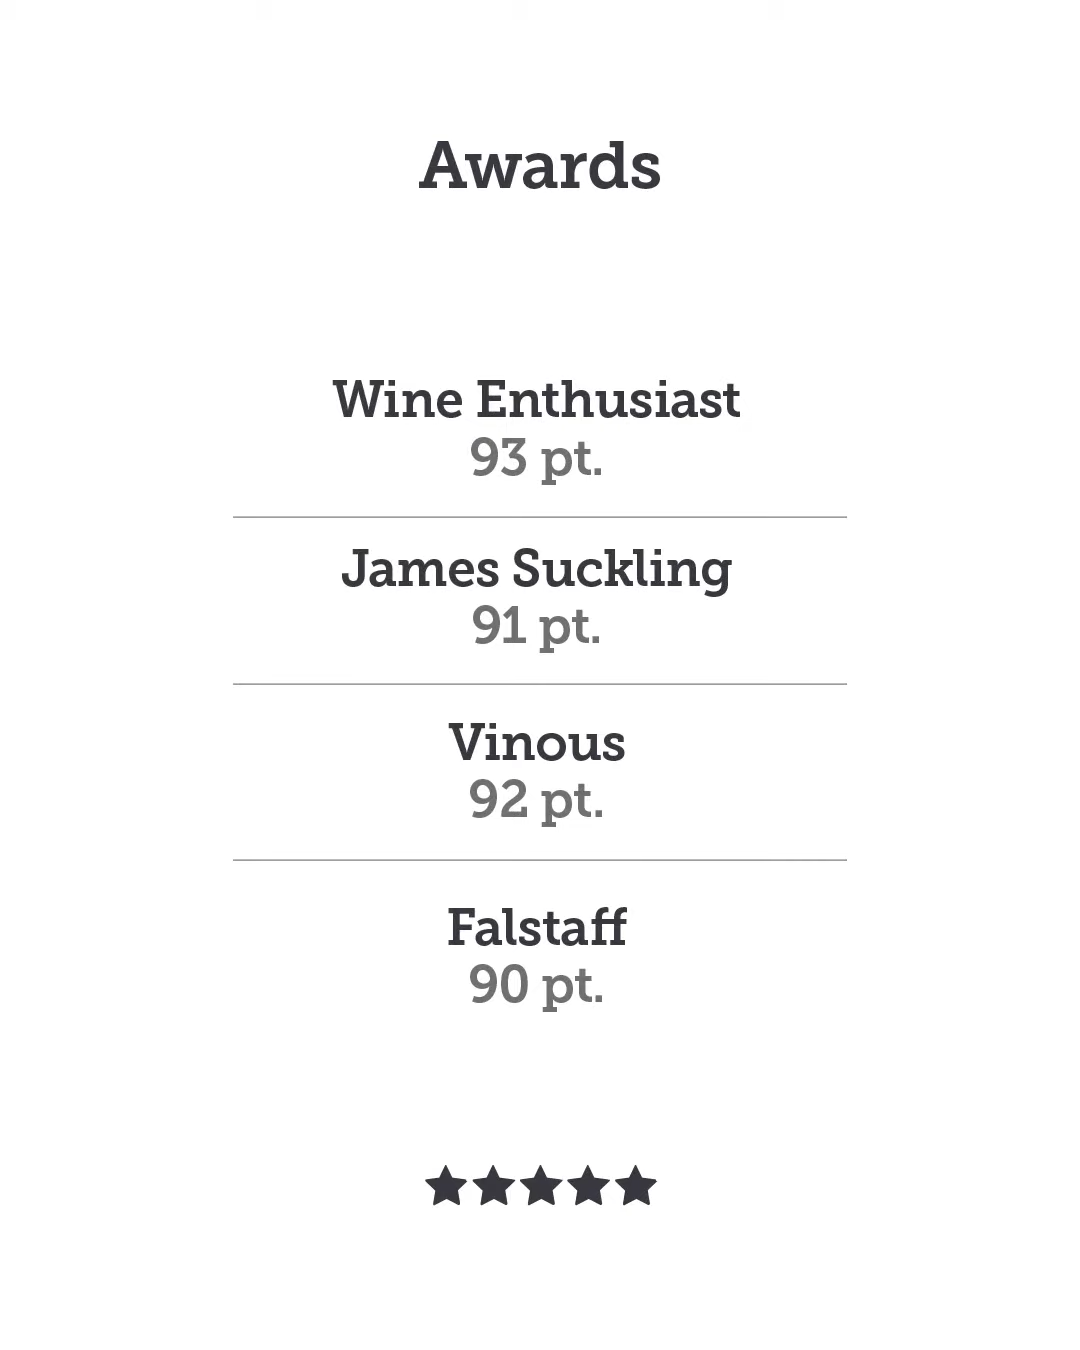 Awards
Wine Enthusiast
93 pt.
James Suckling
91 pt.
Vinous
92 pt.
Falstaff
90 pt.